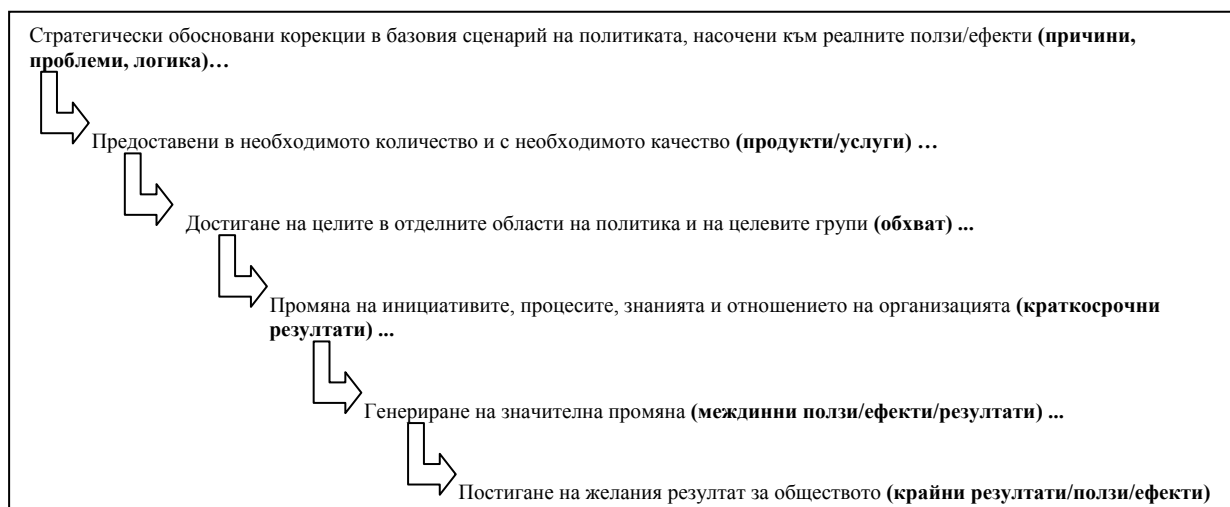 Стратегически обосновани корекции в базовия сценарий на политиката, насочени към реалните ползи/ефекти (причини,
проблеми, логика)…
Предоставени в необходимото количество и с необходимото качество (продукти/услуги) …
Достигане на целите в отделните области на политика и на целевите групи (обхват) ...
Промяна на инициативите, процесите, знанията и отношението на организацията (краткосрочни
резултати) ...
Генериране на значителна промяна (междинни ползи/ефекти/резултати) ...
Постигане на желания резултат за обществото (крайни резултати/ползи/ефекти)